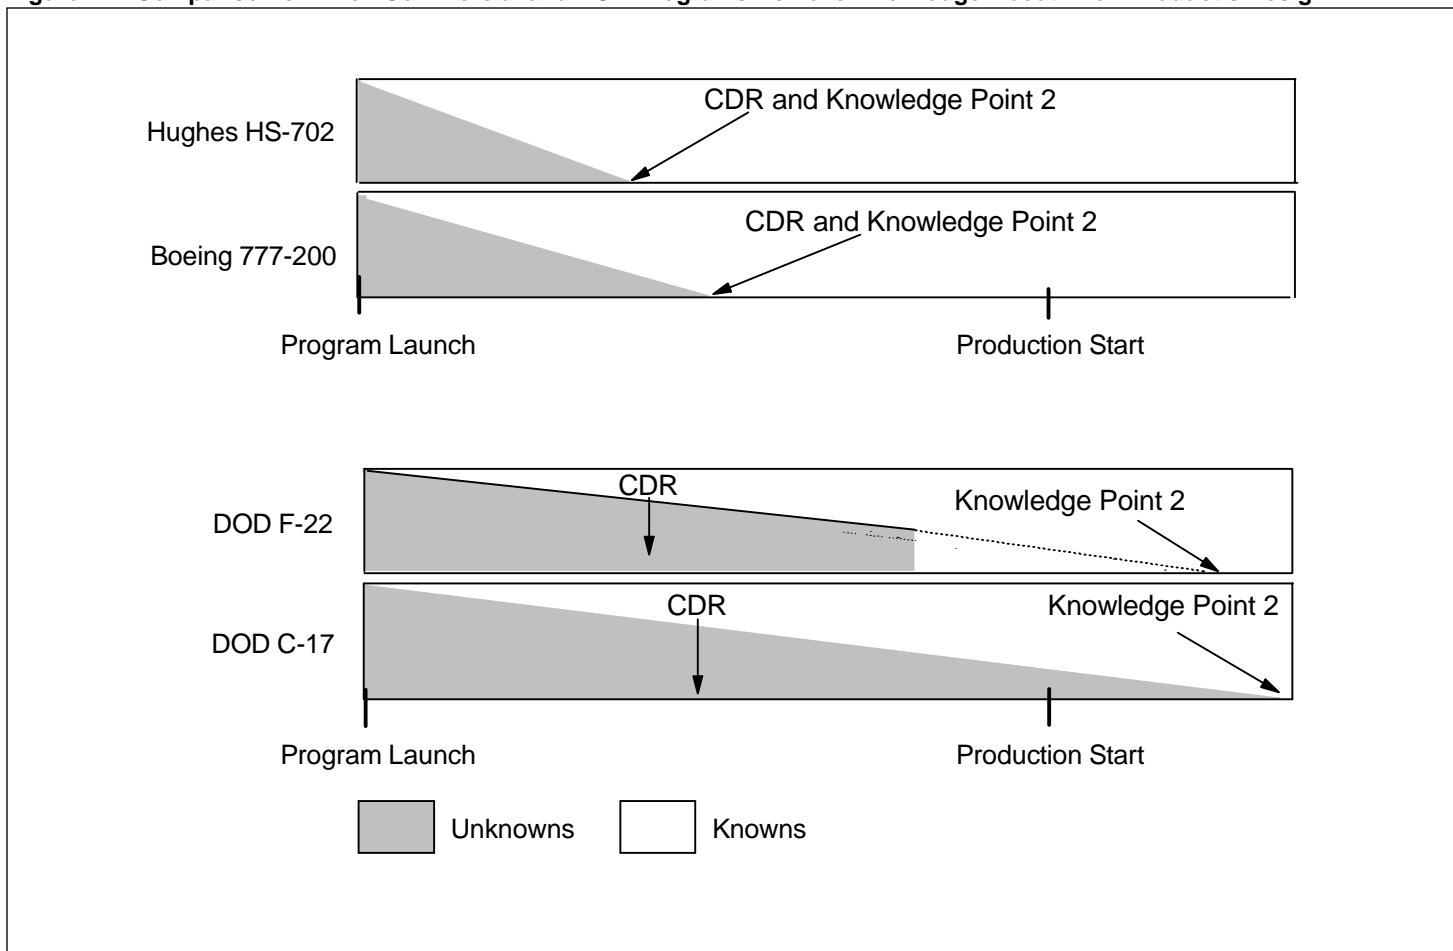 CDR and Knowledge Point 2
Hughes HS-702
CDR and Knowledge Point 2
Boeing 777-200
Program Launch
Production Start
CDR
Knowledge Point 2
DOD F-22
CDR
Knowledge Point 2
DOD C-17
Program Launch
Production Start
Unknowns
Knowns